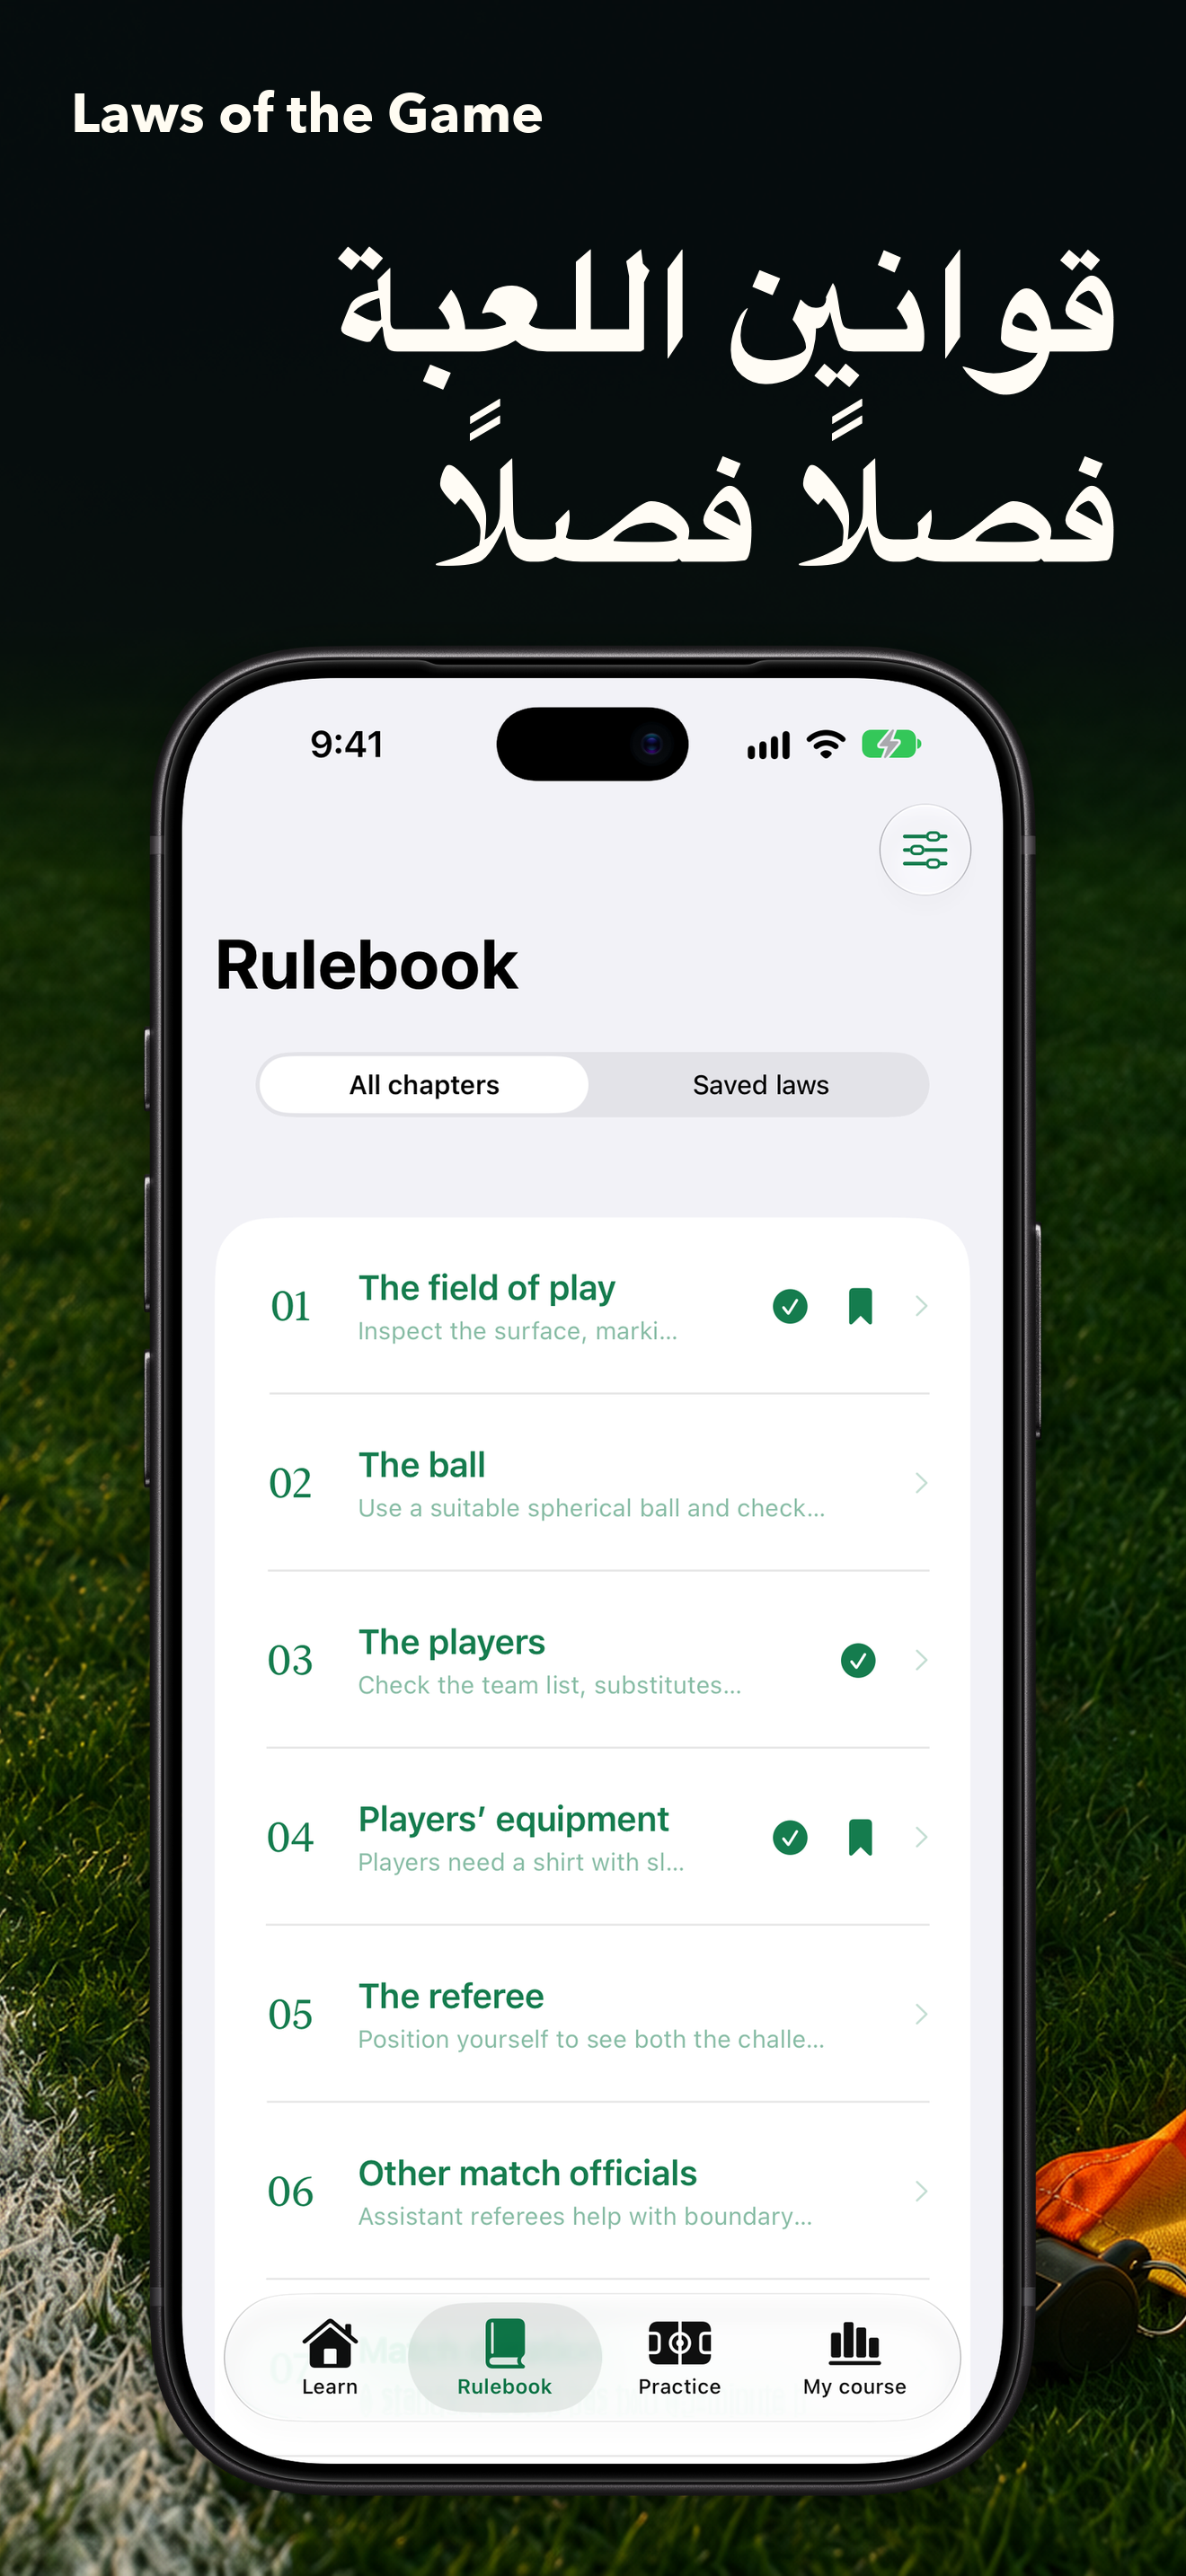 Laws of the Game
قوانين اللعبة
فصلاً فصلاً
9:41
Rulebook
All chapters
Saved laws
01
The field of play
Inspect the surface, marki...
02
The ball
Use a suitable spherical ball and check...
03
The players
Check the team list, substitutes...
04
Players’ equipment
Players need a shirt with sl...
05
The referee
Position yourself to see both the challe...
06
Other match officials
Assistant referees help with boundary...
07
Learn
Rulebook
Practice
My course